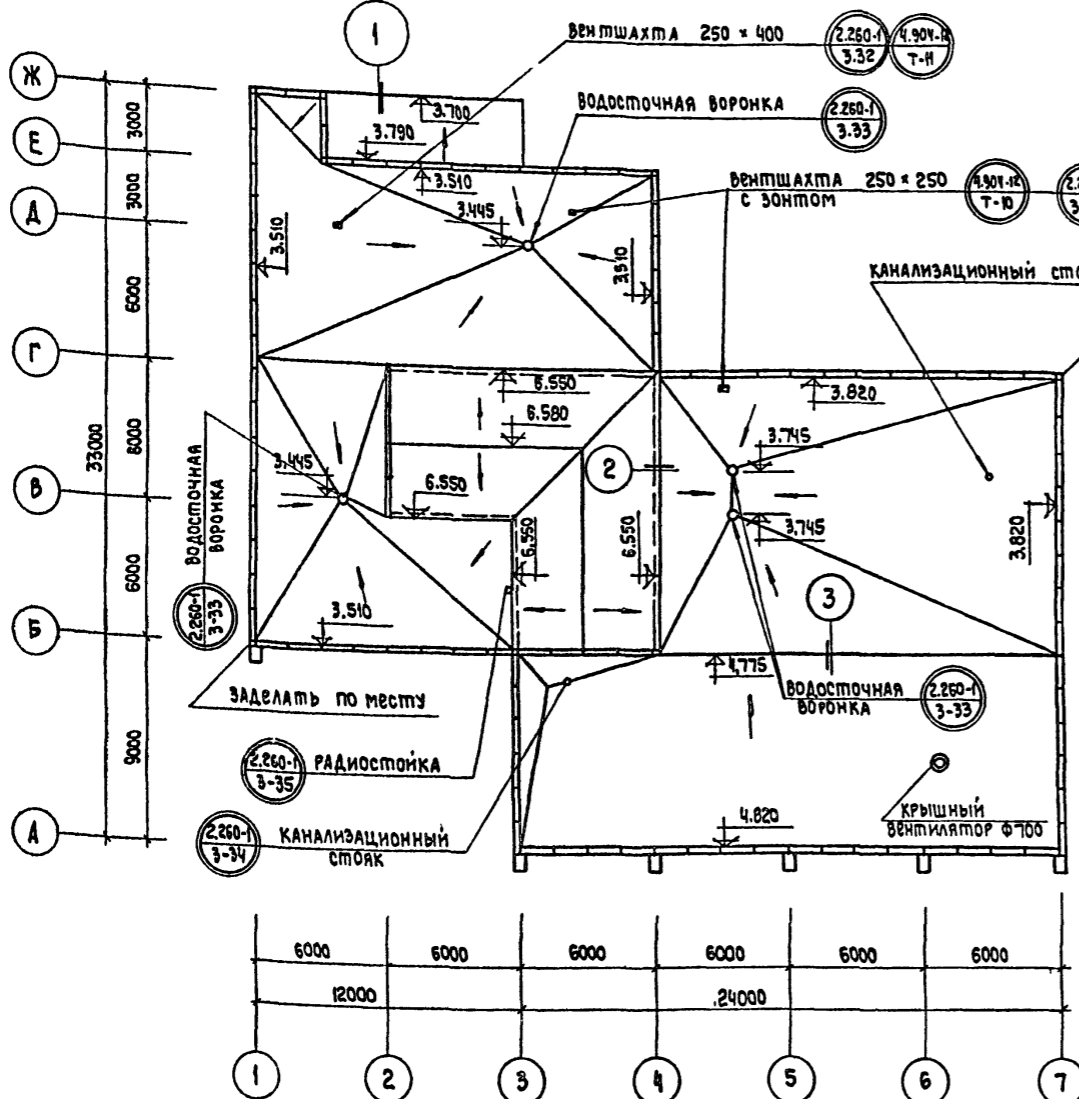 1
ВЕНТШАХТА 250 × 400
2.260-1
3.32
Т-11
Ж
3.700
ВОДОСТОЧНАЯ ВОРОНКА
2.260-1
3.33
3000
Е
3.790
3.510
ВЕНТШАХТА 250 × 250
С ЗОНТОМ
4.904-12
Т-10
3000
Д
3.445
3.510
3.510
КАНАЛИЗАЦИОННЫЙ
6000
Г
6.550
3.820
6.580
33000
6000
3.745
2
В
3.445
6.550
ВОДОСТОЧНАЯ
ВОРОНКА
3.745
3.820
6.550
6.550
6000
2.260-1
3-33
3.510
3
Б
4.775
ЗАДЕЛАТЬ ПО МЕСТУ
ВОДОСТОЧНАЯ
ВОРОНКА
2.260-1
3-33
9000
2.260-1
3-35
РАДИОСТОЙКА
КРЫШНЫЙ
ВЕНТИЛЯТОР Ф700
А
2.260-1
3-34
КАНАЛИЗАЦИОННЫЙ
СТОЯК
4.820
6000 6000 6000 6000 6000 6000
12000 24000
1 2 3 4 5 6 7